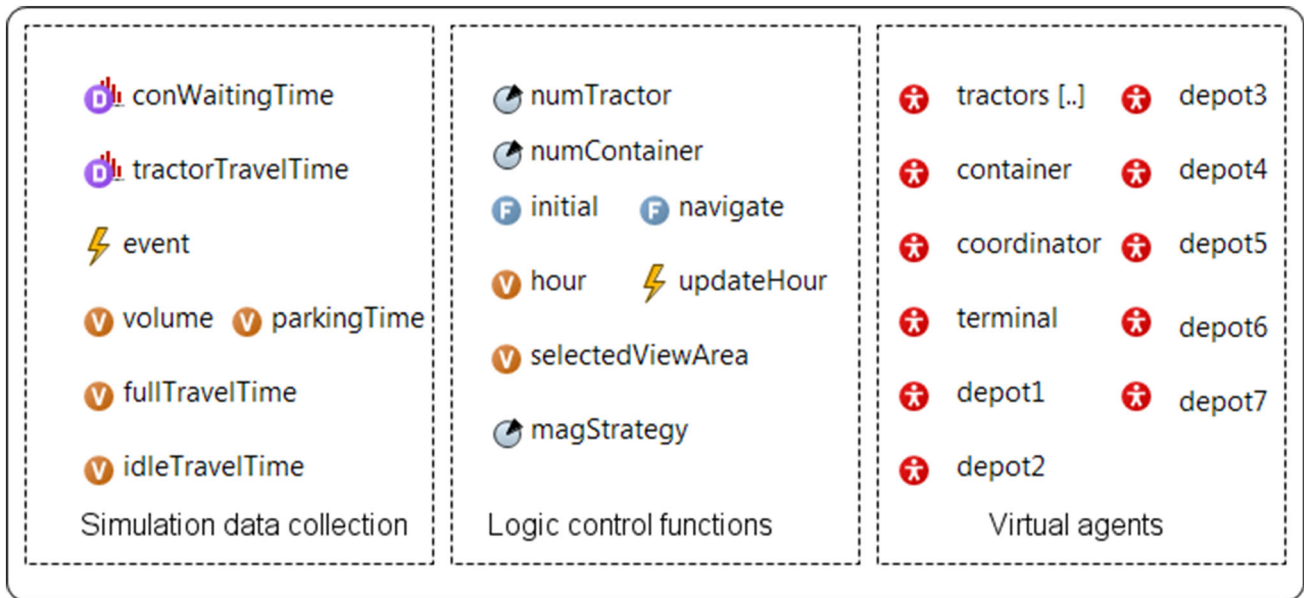 conWaitingTime
tractorTravelTime
event
volume parkingTime
fullTravelTime
idleTravelTime
Simulation data collection
numTractor
numContainer
initial navigate
hour updateHour
selectedViewArea
magStrategy
Logic control functions
tractors [..] depot3
container depot4
coordinator depot5
terminal depot6
depot1 depot7
depot2
Virtual agents